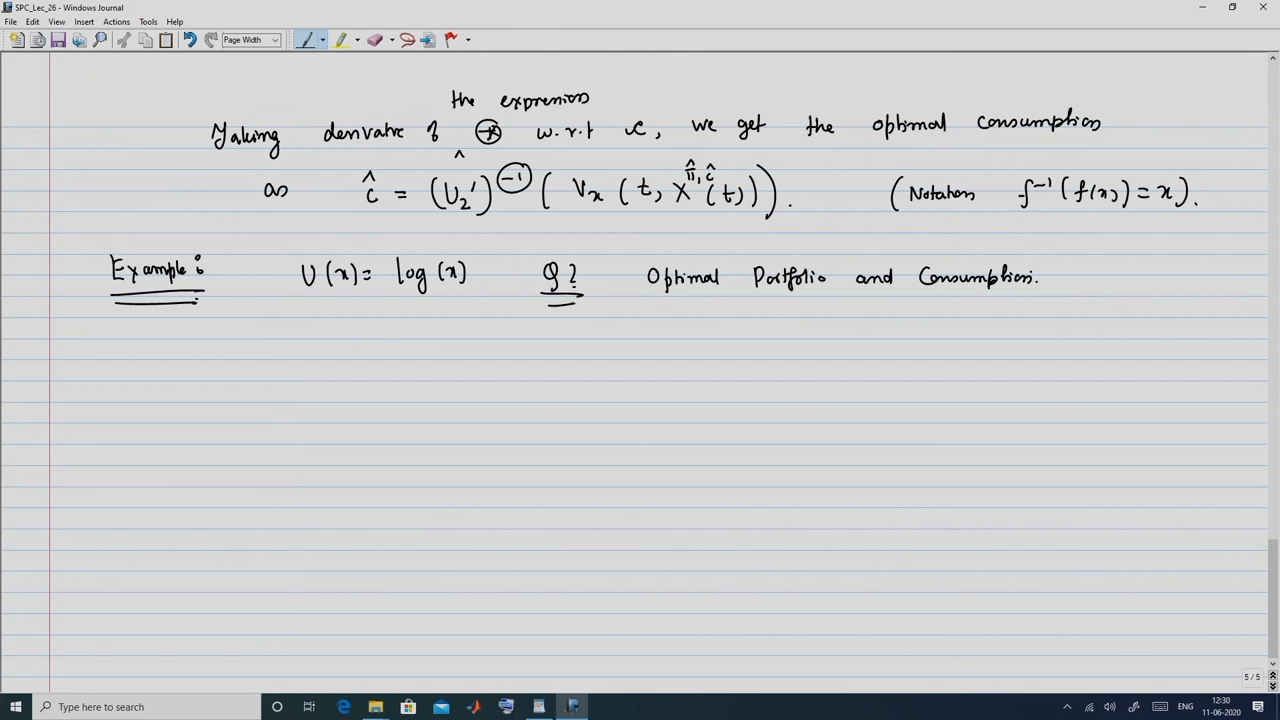 SPC_Lec_26 - Windows Journal
File Edit View Insert Actions Tools Help
Page Width
the expression
Taking derivative of ⊛ w.r.t c, we get the optimal consumption
as ĉ = (U₂')⁻¹ ( Vₓ (t, X^{π̂, ĉ}(t)) ). (Notation f⁻¹(f(x)) = x).
Example: U(x) = log(x) Q? Optimal Portfolio and Consumption.
5 / 5
Type here to search
ENG
12:30
11-06-2020